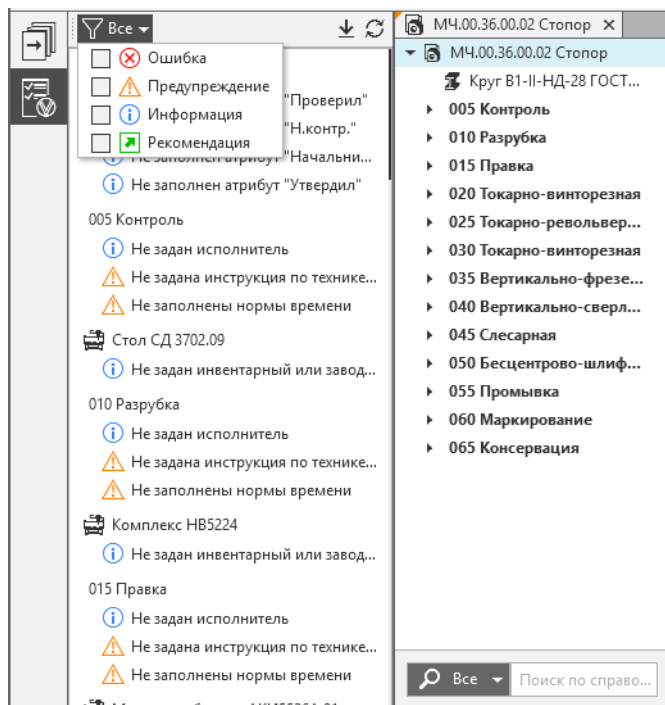 Все
Ошибка
Предупреждение
Информация
Рекомендация
"Проверил"
"Н.контр."
Не заполнен атрибут "Начальни...
Не заполнен атрибут "Утвердил"
005 Контроль
Не задан исполнитель
Не задана инструкция по технике...
Не заполнены нормы времени
Стол СД 3702.09
Не задан инвентарный или завод...
010 Разрубка
Не задан исполнитель
Не задана инструкция по технике...
Не заполнены нормы времени
Комплекс НВ5224
Не задан инвентарный или завод...
015 Правка
Не задан исполнитель
Не задана инструкция по технике...
Не заполнены нормы времени
МЧ.00.36.00.02 Стопор
МЧ.00.36.00.02 Стопор
Круг В1-II-НД-28 ГОСТ...
005 Контроль
010 Разрубка
015 Правка
020 Токарно-винторезная
025 Токарно-револьвер...
030 Токарно-винторезная
035 Вертикально-фрезе...
040 Вертикально-сверл...
045 Слесарная
050 Бесцентрово-шлиф...
055 Промывка
060 Маркирование
065 Консервация
Все
Поиск по справо...